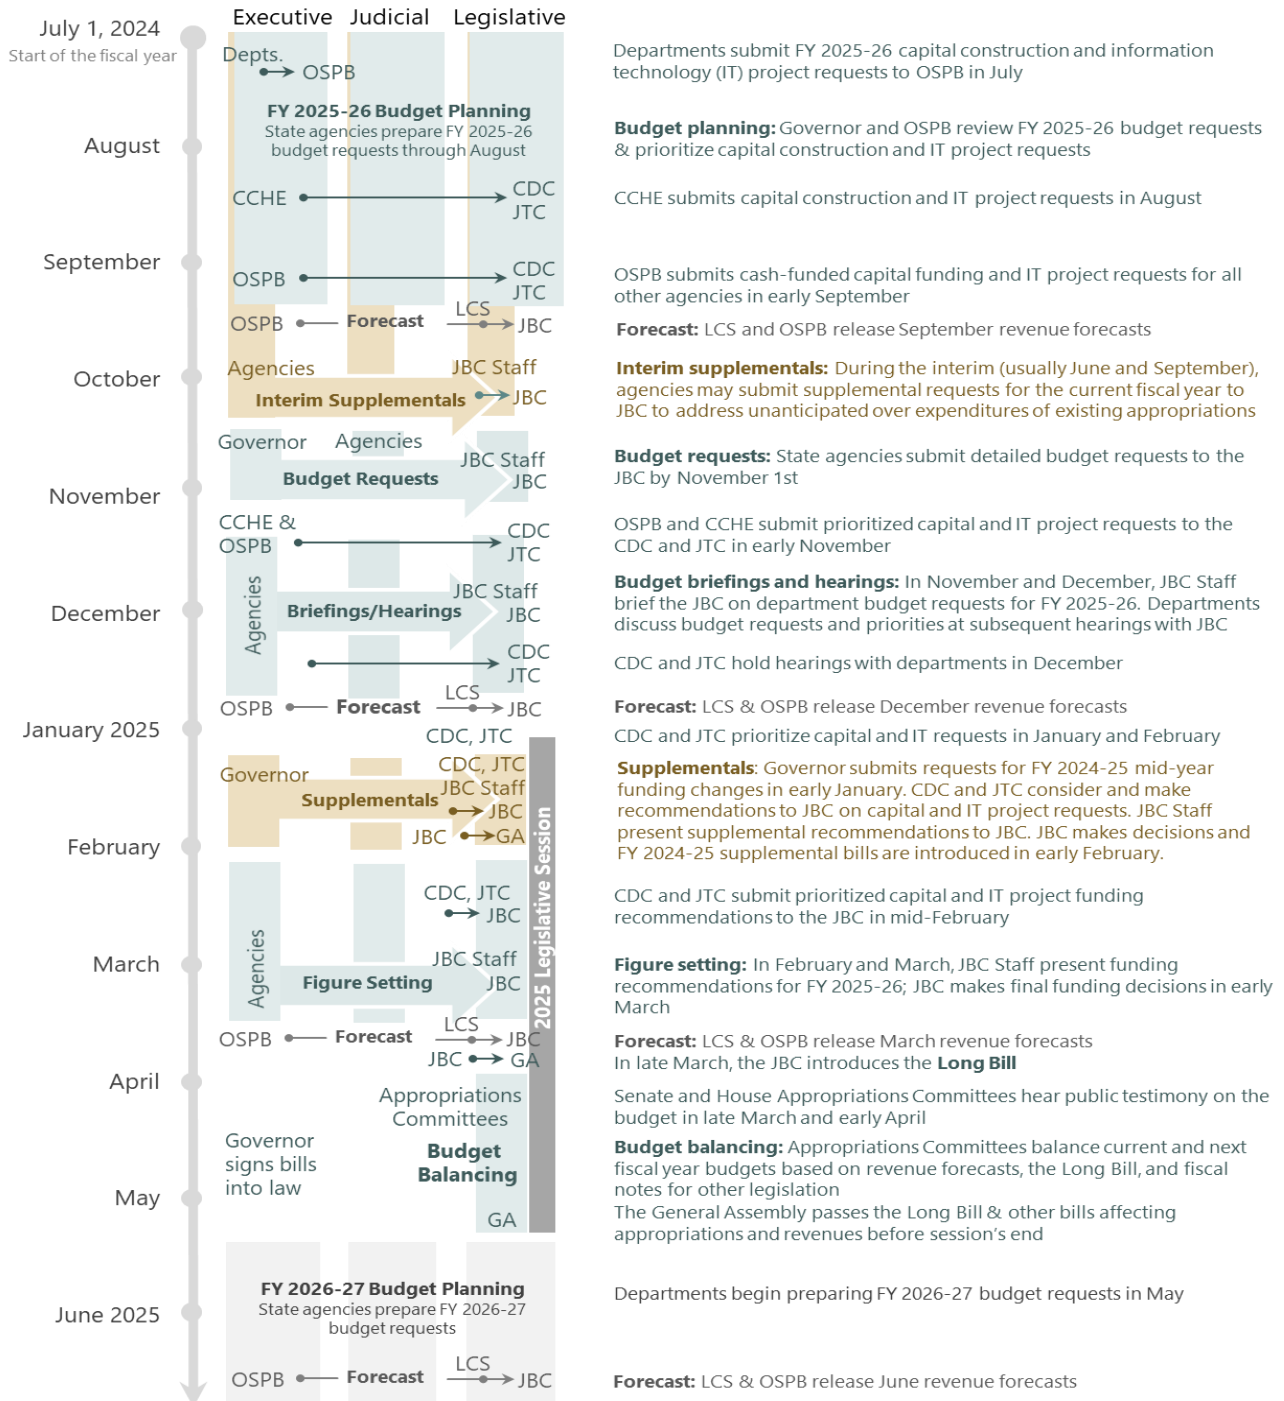 Executive Judicial Legislative
July 1, 2024
Start of the fiscal year
Depts.
OSPB
Departments submit FY 2025-26 capital construction and information
technology (IT) project requests to OSPB in July
FY 2025-26 Budget Planning
State agencies prepare FY 2025-26
budget requests through August
August
Budget planning: Governor and OSPB review FY 2025-26 budget requests
& prioritize capital construction and IT project requests
CCHE
CDC
JTC
CCHE submits capital construction and IT project requests in August
September
OSPB
CDC
JTC
OSPB submits cash-funded capital funding and IT project requests for all
other agencies in early September
OSPB Forecast LCS JBC
Forecast: LCS and OSPB release September revenue forecasts
October
Agencies
JBC Staff
Interim Supplementals
JBC
Interim supplementals: During the interim (usually June and September),
agencies may submit supplemental requests for the current fiscal year to
JBC to address unanticipated over expenditures of existing appropriations
Governor Agencies
JBC Staff
Budget Requests
JBC
Budget requests: State agencies submit detailed budget requests to the
JBC by November 1st
November
CCHE &
OSPB
CDC
JTC
OSPB and CCHE submit prioritized capital and IT project requests to the
CDC and JTC in early November
December
Agencies
JBC Staff
Briefings/Hearings
JBC
Budget briefings and hearings: In November and December, JBC Staff
brief the JBC on department budget requests for FY 2025-26. Departments
discuss budget requests and priorities at subsequent hearings with JBC
CDC
JTC
CDC and JTC hold hearings with departments in December
OSPB Forecast LCS JBC
Forecast: LCS & OSPB release December revenue forecasts
January 2025
CDC, JTC
CDC and JTC prioritize capital and IT requests in January and February
Governor
CDC, JTC
JBC Staff
Supplementals
JBC
JBC GA
Supplementals: Governor submits requests for FY 2024-25 mid-year
funding changes in early January. CDC and JTC consider and make
recommendations to JBC on capital and IT project requests. JBC Staff
present supplemental recommendations to JBC. JBC makes decisions and
FY 2024-25 supplemental bills are introduced in early February.
2025 Legislative Session
February
CDC, JTC
JBC
CDC and JTC submit prioritized capital and IT project funding
recommendations to the JBC in mid-February
March
Agencies
JBC Staff
Figure Setting
JBC
Figure setting: In February and March, JBC Staff present funding
recommendations for FY 2025-26; JBC makes final funding decisions in early
March
OSPB Forecast LCS JBC
Forecast: LCS & OSPB release March revenue forecasts
JBC GA
In late March, the JBC introduces the Long Bill
April
Appropriations
Committees
Senate and House Appropriations Committees hear public testimony on the
budget in late March and early April
Governor
signs bills
into law
Budget
Balancing
Budget balancing: Appropriations Committees balance current and next
fiscal year budgets based on revenue forecasts, the Long Bill, and fiscal
notes for other legislation
May
GA
The General Assembly passes the Long Bill & other bills affecting
appropriations and revenues before session's end
FY 2026-27 Budget Planning
State agencies prepare FY 2026-27
budget requests
Departments begin preparing FY 2026-27 budget requests in May
June 2025
OSPB Forecast LCS JBC
Forecast: LCS & OSPB release June revenue forecasts